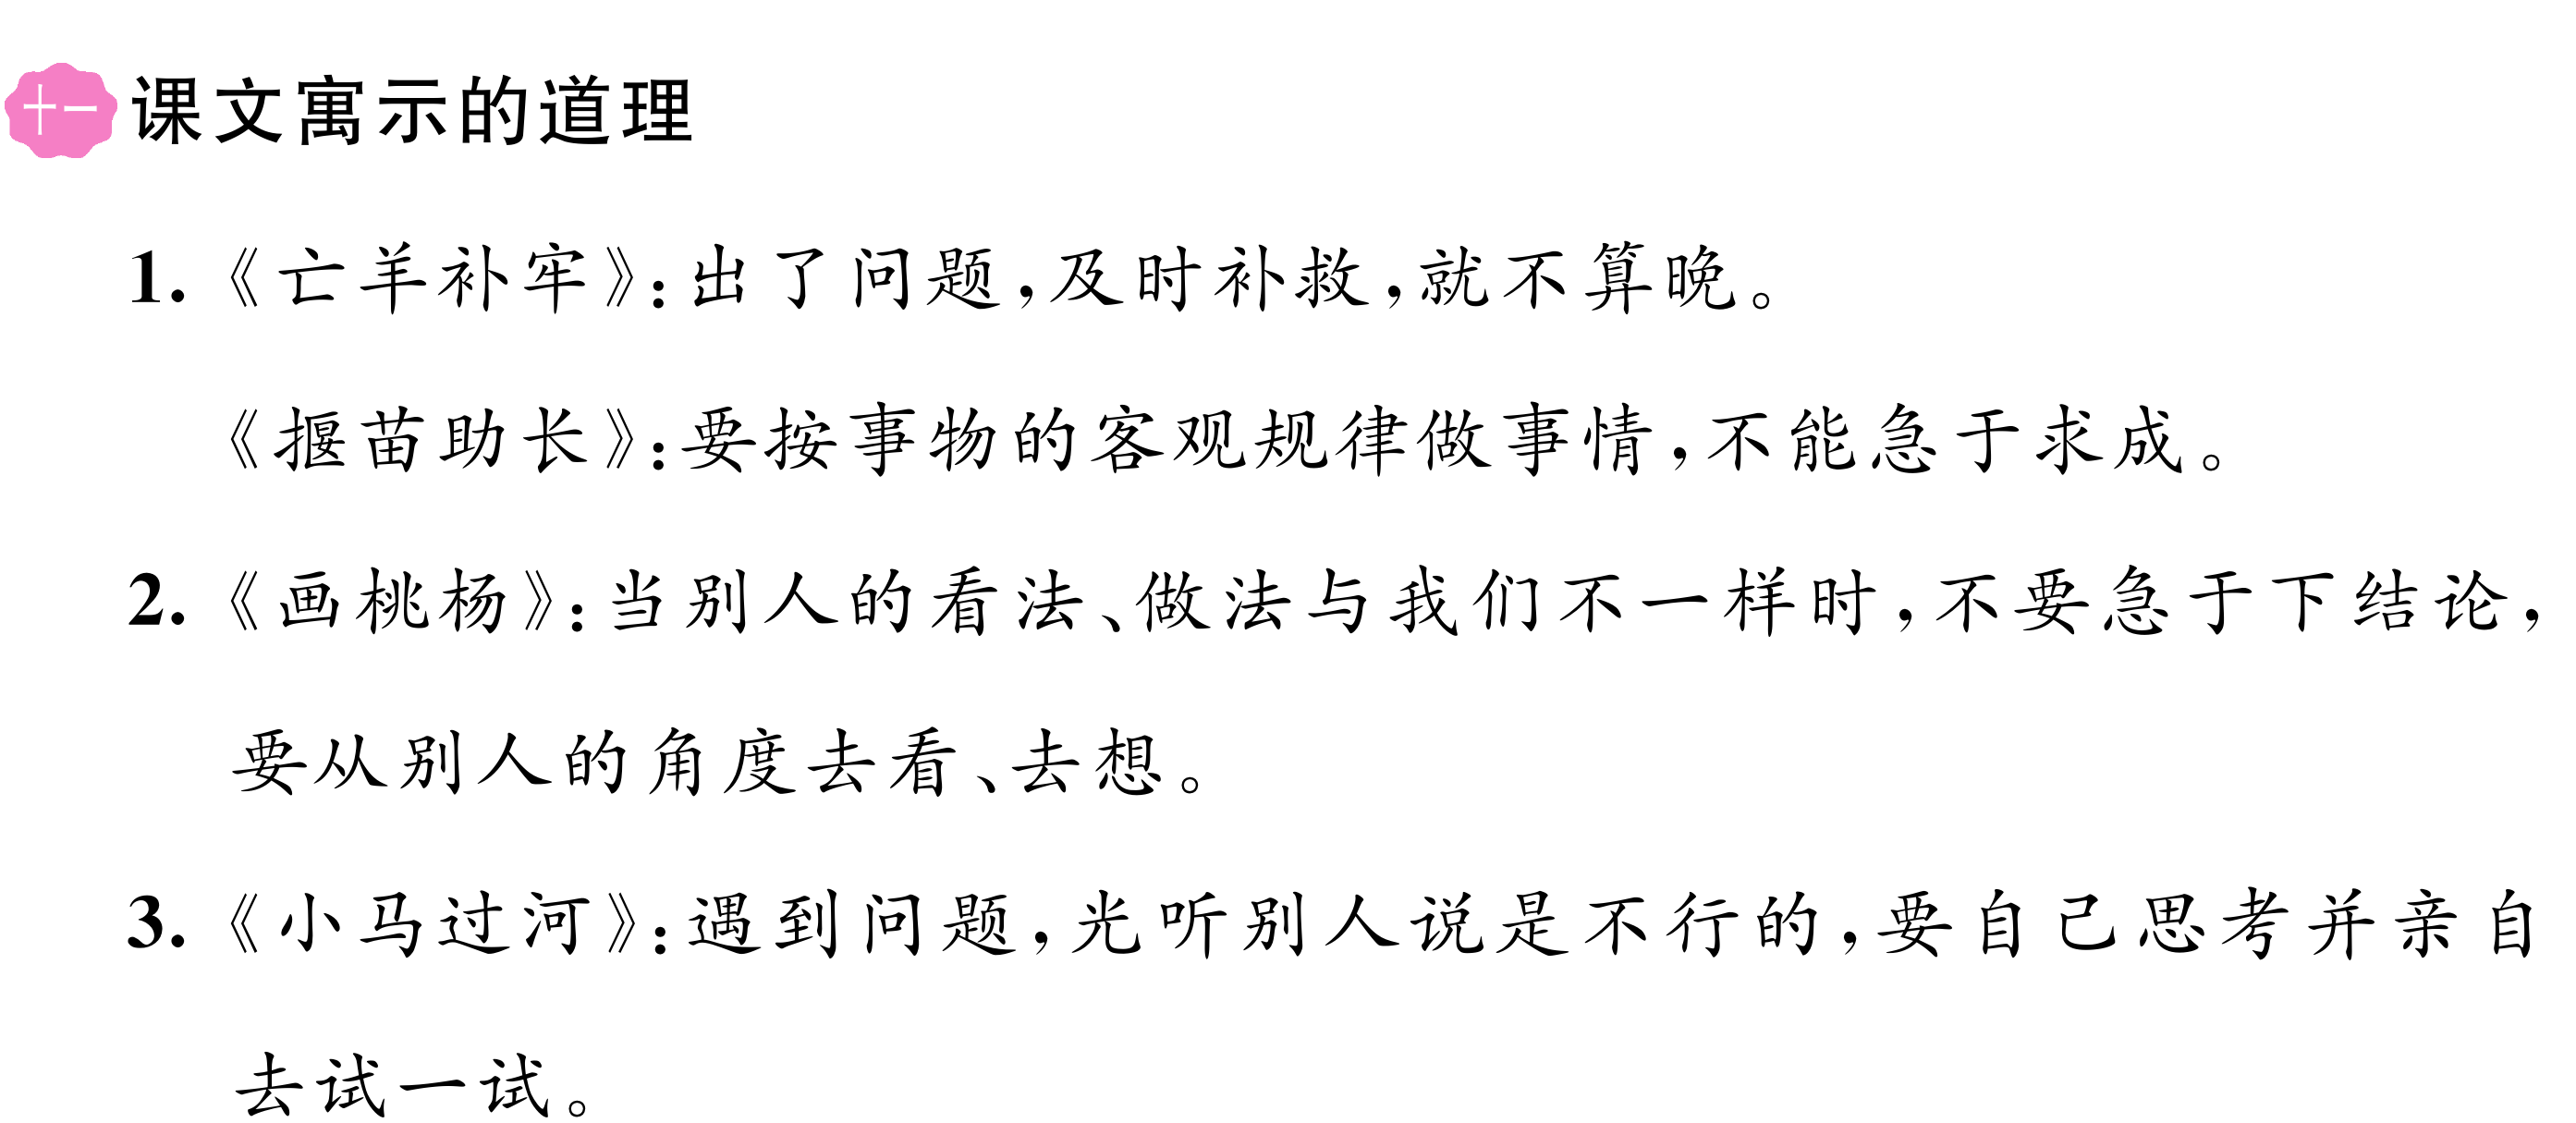 十一 课文寓示的道理
1.《亡羊补牢》:出了问题,及时补救,就不算晚。
《揠苗助长》:要按事物的客观规律做事情,不能急于求成。
2.《画桃杨》:当别人的看法、做法与我们不一样时,不要急于下结论,
要从别人的角度去看、去想。
3.《小马过河》:遇到问题,光听别人说是不行的,要自己思考并亲自
去试一试。